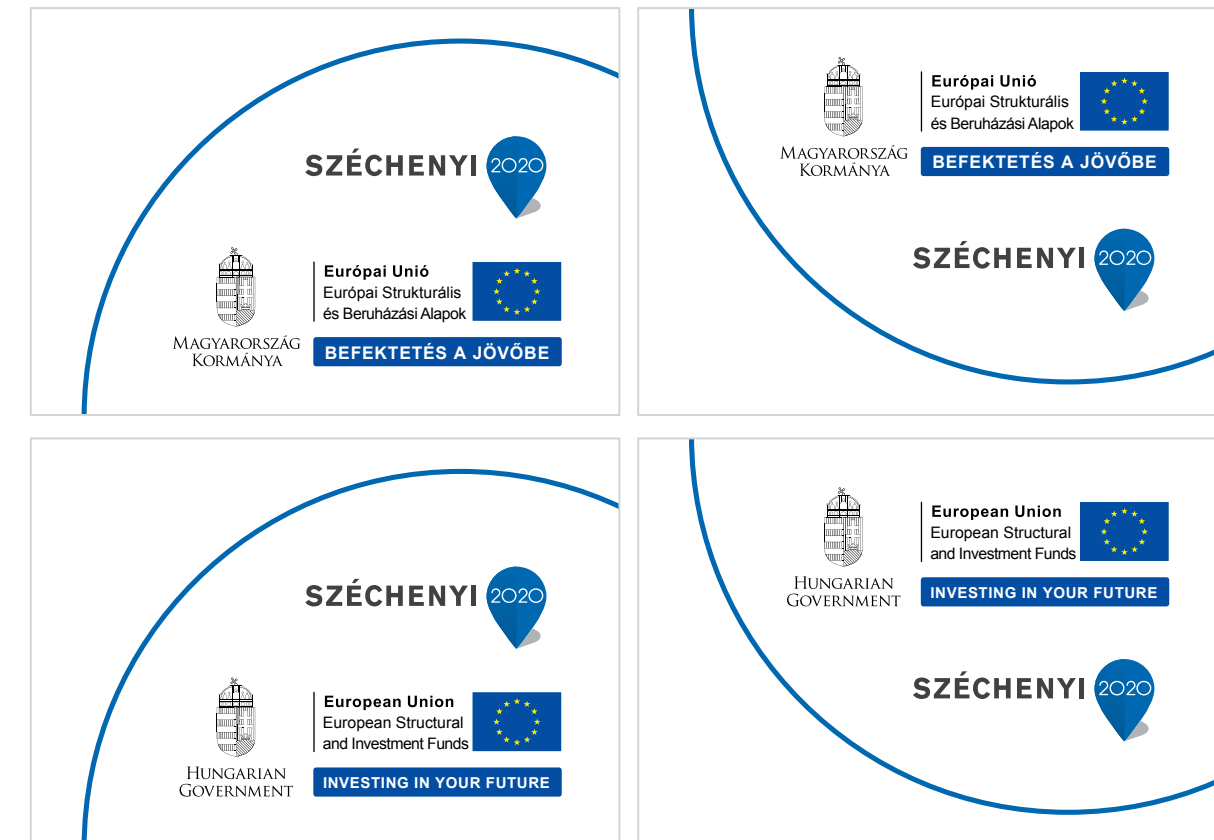 SZÉCHENYI 2020
Európai Unió
Európai Strukturális
és Beruházási Alapok
MAGYARORSZÁG
KORMÁNYA
BEFEKTETÉS A JÖVŐBE
Európai Unió
Európai Strukturális
és Beruházási Alapok
MAGYARORSZÁG
KORMÁNYA
BEFEKTETÉS A JÖVŐBE
SZÉCHENYI 2020
SZÉCHENYI 2020
European Union
European Structural
and Investment Funds
HUNGARIAN
GOVERNMENT
INVESTING IN YOUR FUTURE
European Union
European Structural
and Investment Funds
HUNGARIAN
GOVERNMENT
INVESTING IN YOUR FUTURE
SZÉCHENYI 2020